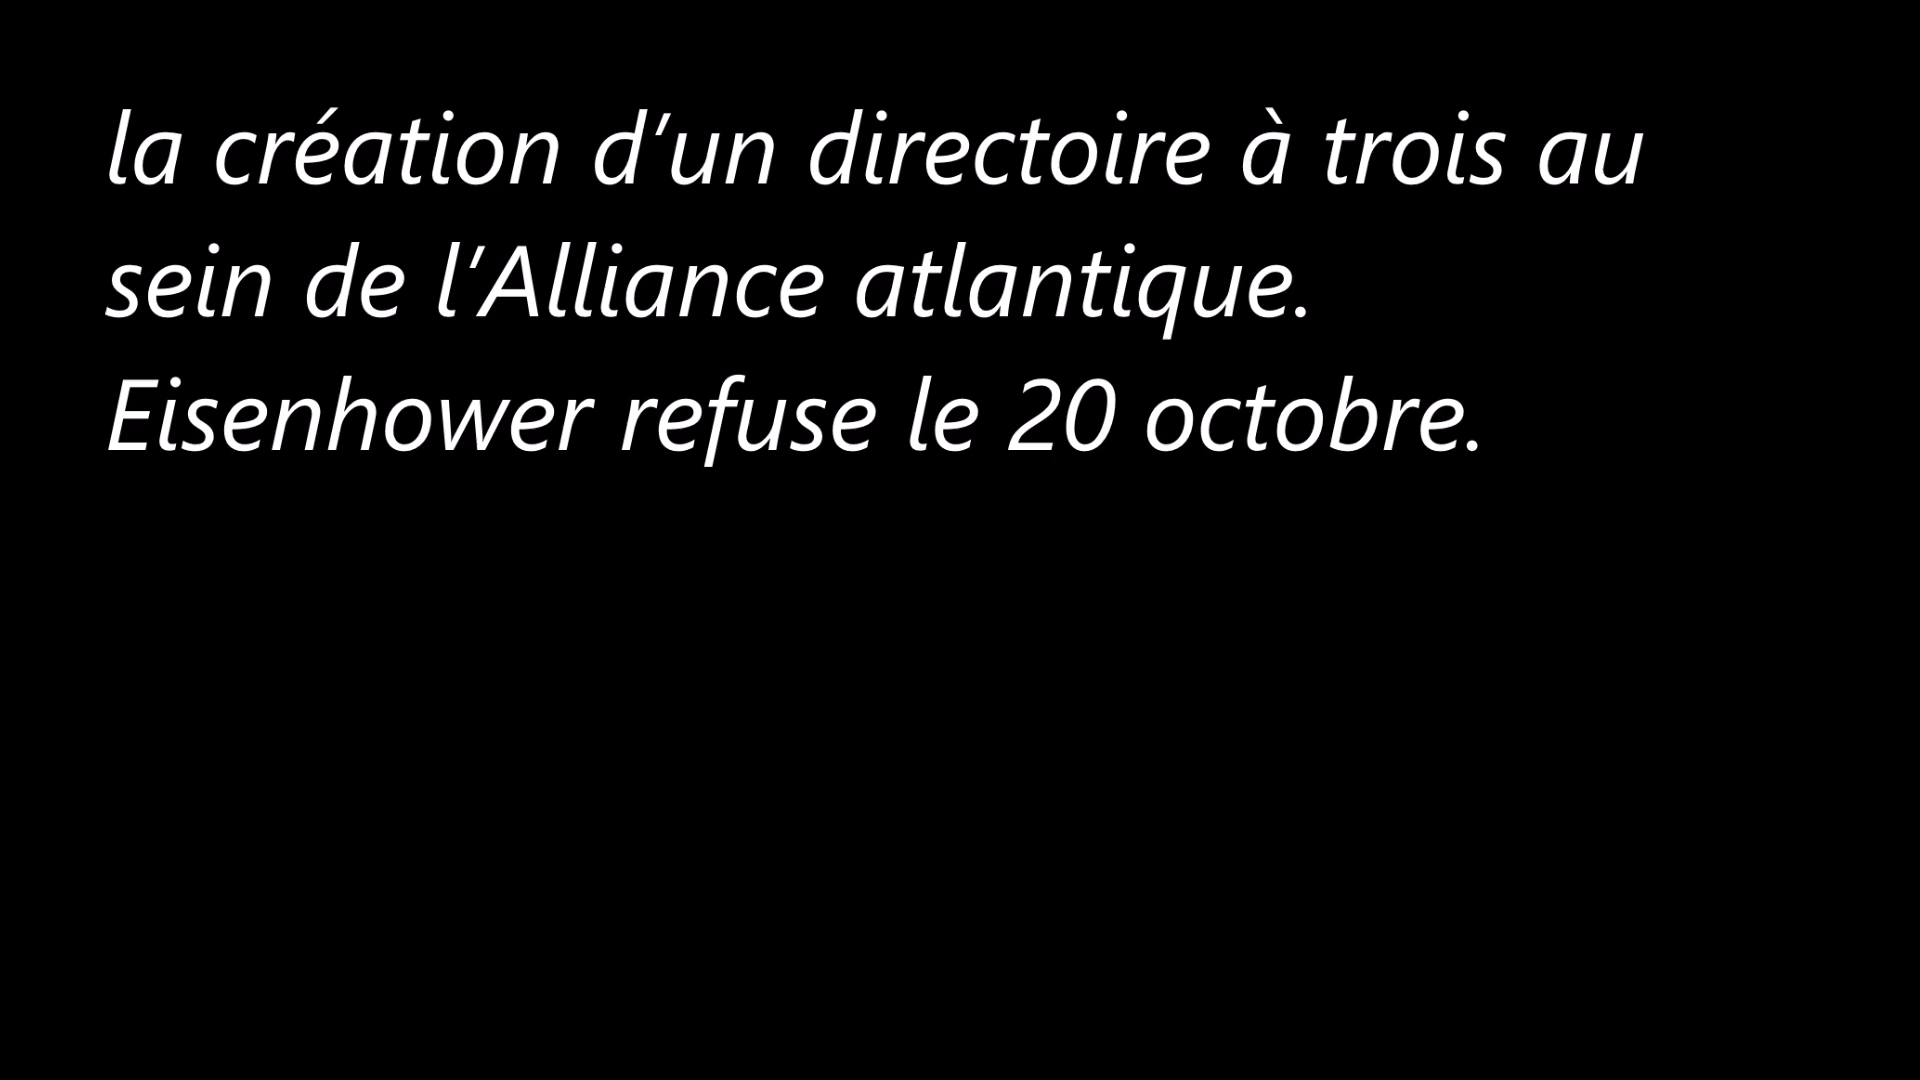 la création d’un directoire à trois au
sein de l’Alliance atlantique.
Eisenhower refuse le 20 octobre.